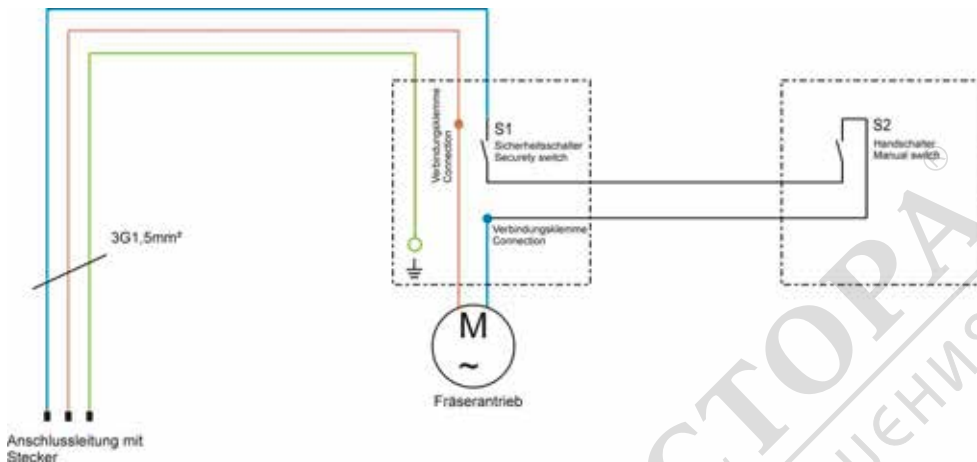 Verbindungsklemme
Connection
S1
Sicherheitsschalter
Securety switch
S2
Handschalter
Manual switch
®
3G1,5mm²
Verbindungsklemme
Connection
M
~
Fräserantrieb
Anschlussleitung mit
Stecker